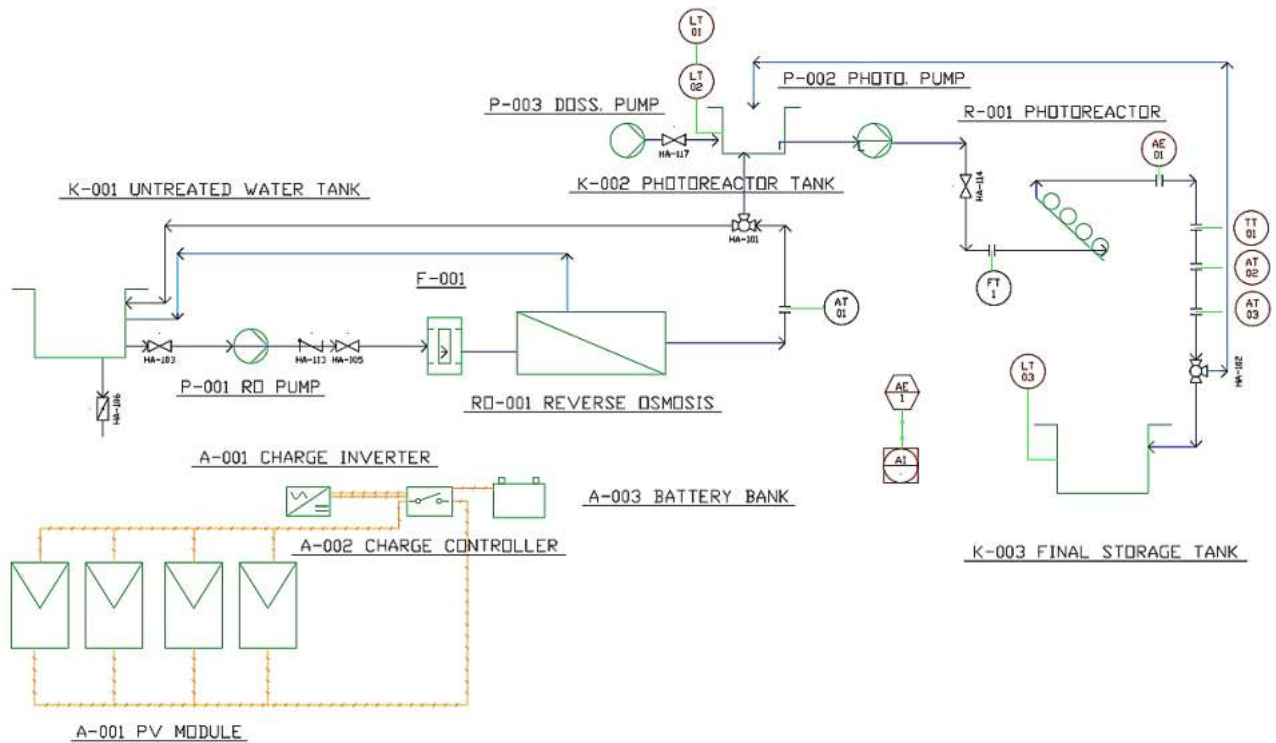 LT
01
LT
02
P-002 PHOTO. PUMP
P-003 DOSS. PUMP
R-001 PHOTOREACTOR
HA-117
AE
01
K-002 PHOTOREACTOR TANK
K-001 UNTREATED WATER TANK
HA-114
HA-101
TT
01
AT
02
F-001
FT
1
AT
01
AT
03
HA-103
HA-113
HA-105
HA-102
P-001 RO PUMP
LT
03
HA-106
RO-001 REVERSE OSMOSIS
AE
1
AI
A-001 CHARGE INVERTER
A-003 BATTERY BANK
A-002 CHARGE CONTROLLER
K-003 FINAL STORAGE TANK
A-001 PV MODULE